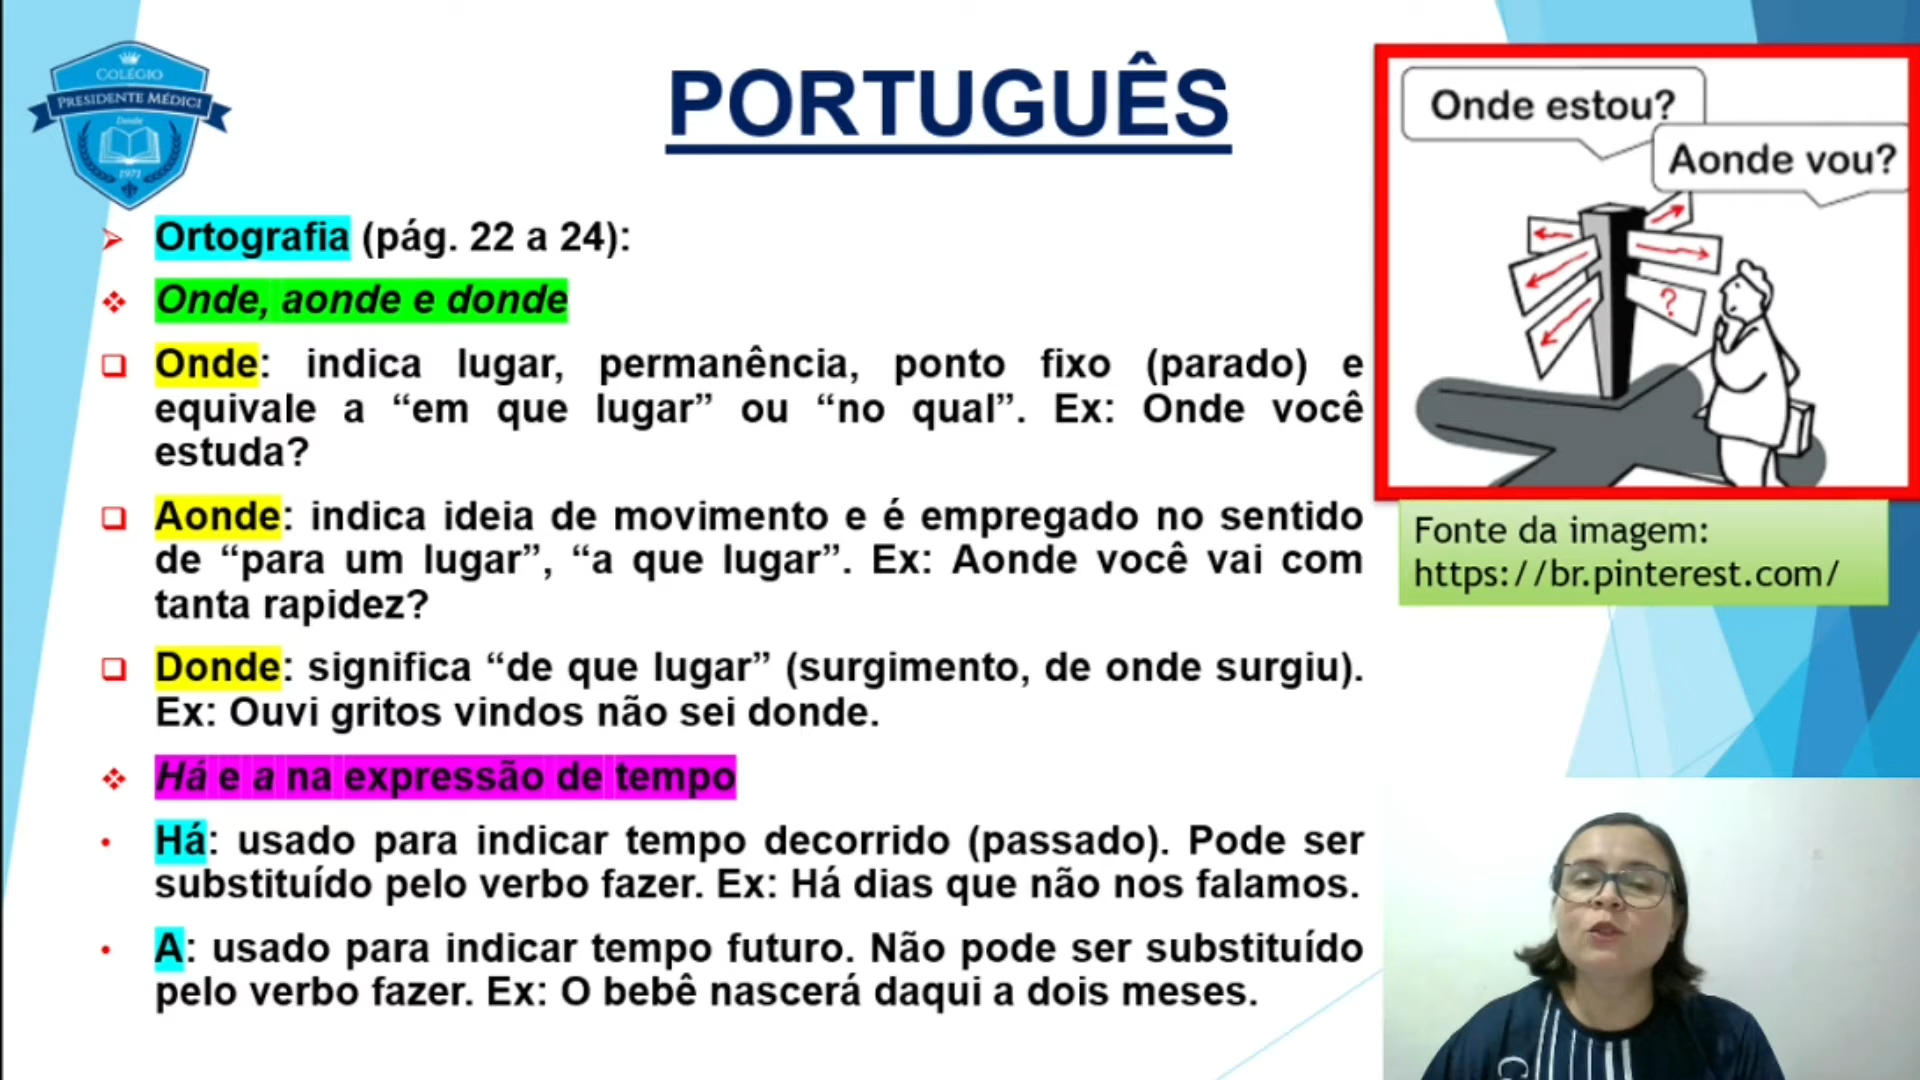 COLÉGIO
PRESIDENTE MÉDICI
Desde
1971
PORTUGUÊS
Onde estou?
Aonde vou?
?
Ortografia (pág. 22 a 24):
Onde, aonde e donde
Onde: indica lugar, permanência, ponto fixo (parado) e
equivale a “em que lugar” ou “no qual”. Ex: Onde você
estuda?
Aonde: indica ideia de movimento e é empregado no sentido
de “para um lugar”, “a que lugar”. Ex: Aonde você vai com
tanta rapidez?
Donde: significa “de que lugar” (surgimento, de onde surgiu).
Ex: Ouvi gritos vindos não sei donde.
Há e a na expressão de tempo
Há: usado para indicar tempo decorrido (passado). Pode ser
substituído pelo verbo fazer. Ex: Há dias que não nos falamos.
A: usado para indicar tempo futuro. Não pode ser substituído
pelo verbo fazer. Ex: O bebê nascerá daqui a dois meses.
Fonte da imagem:
https://br.pinterest.com/